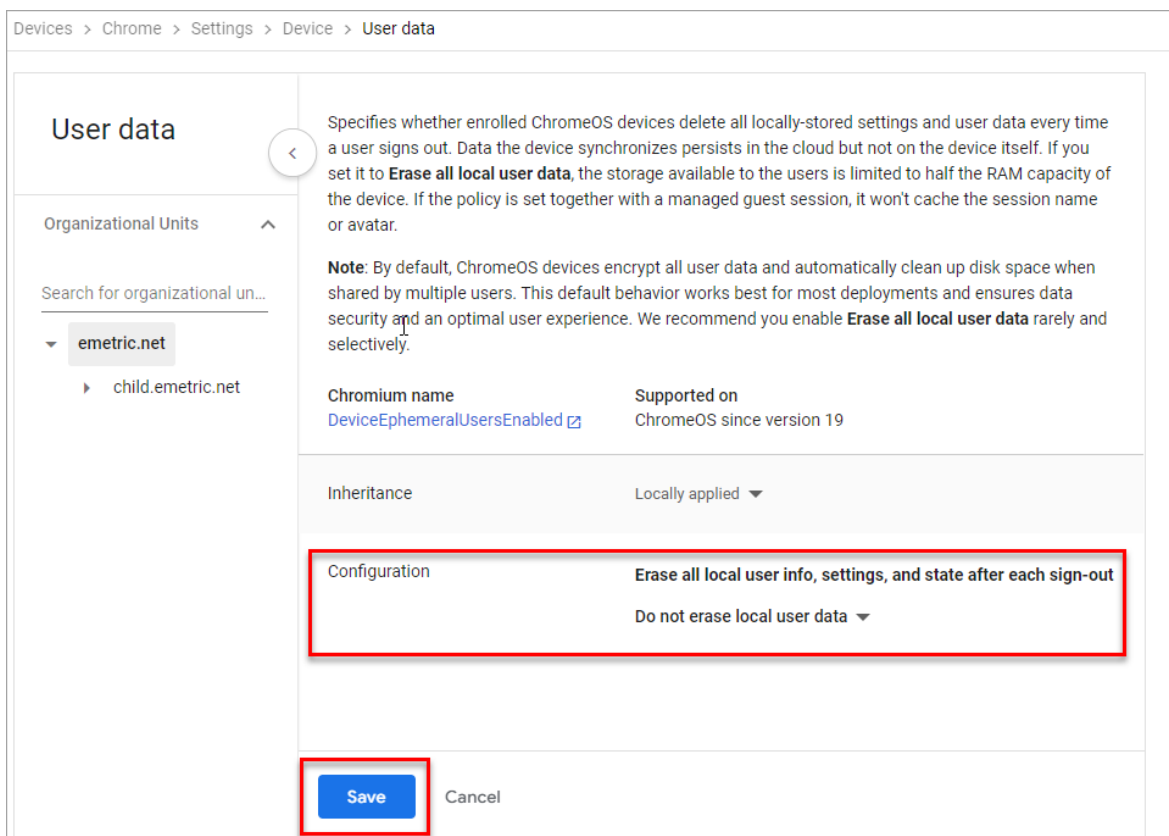 Devices > Chrome > Settings > Device > User data
User data
Organizational Units
Search for organizational un...
emetric.net
child.emetric.net
Specifies whether enrolled ChromeOS devices delete all locally-stored settings and user data every time
a user signs out. Data the device synchronizes persists in the cloud but not on the device itself. If you
set it to Erase all local user data, the storage available to the users is limited to half the RAM capacity of
the device. If the policy is set together with a managed guest session, it won't cache the session name
or avatar.
Note: By default, ChromeOS devices encrypt all user data and automatically clean up disk space when
shared by multiple users. This default behavior works best for most deployments and ensures data
security and an optimal user experience. We recommend you enable Erase all local user data rarely and
selectively.
Chromium name
DeviceEphemeralUsersEnabled
Supported on
ChromeOS since version 19
Inheritance
Locally applied
Configuration
Erase all local user info, settings, and state after each sign-out
Do not erase local user data
Save
Cancel